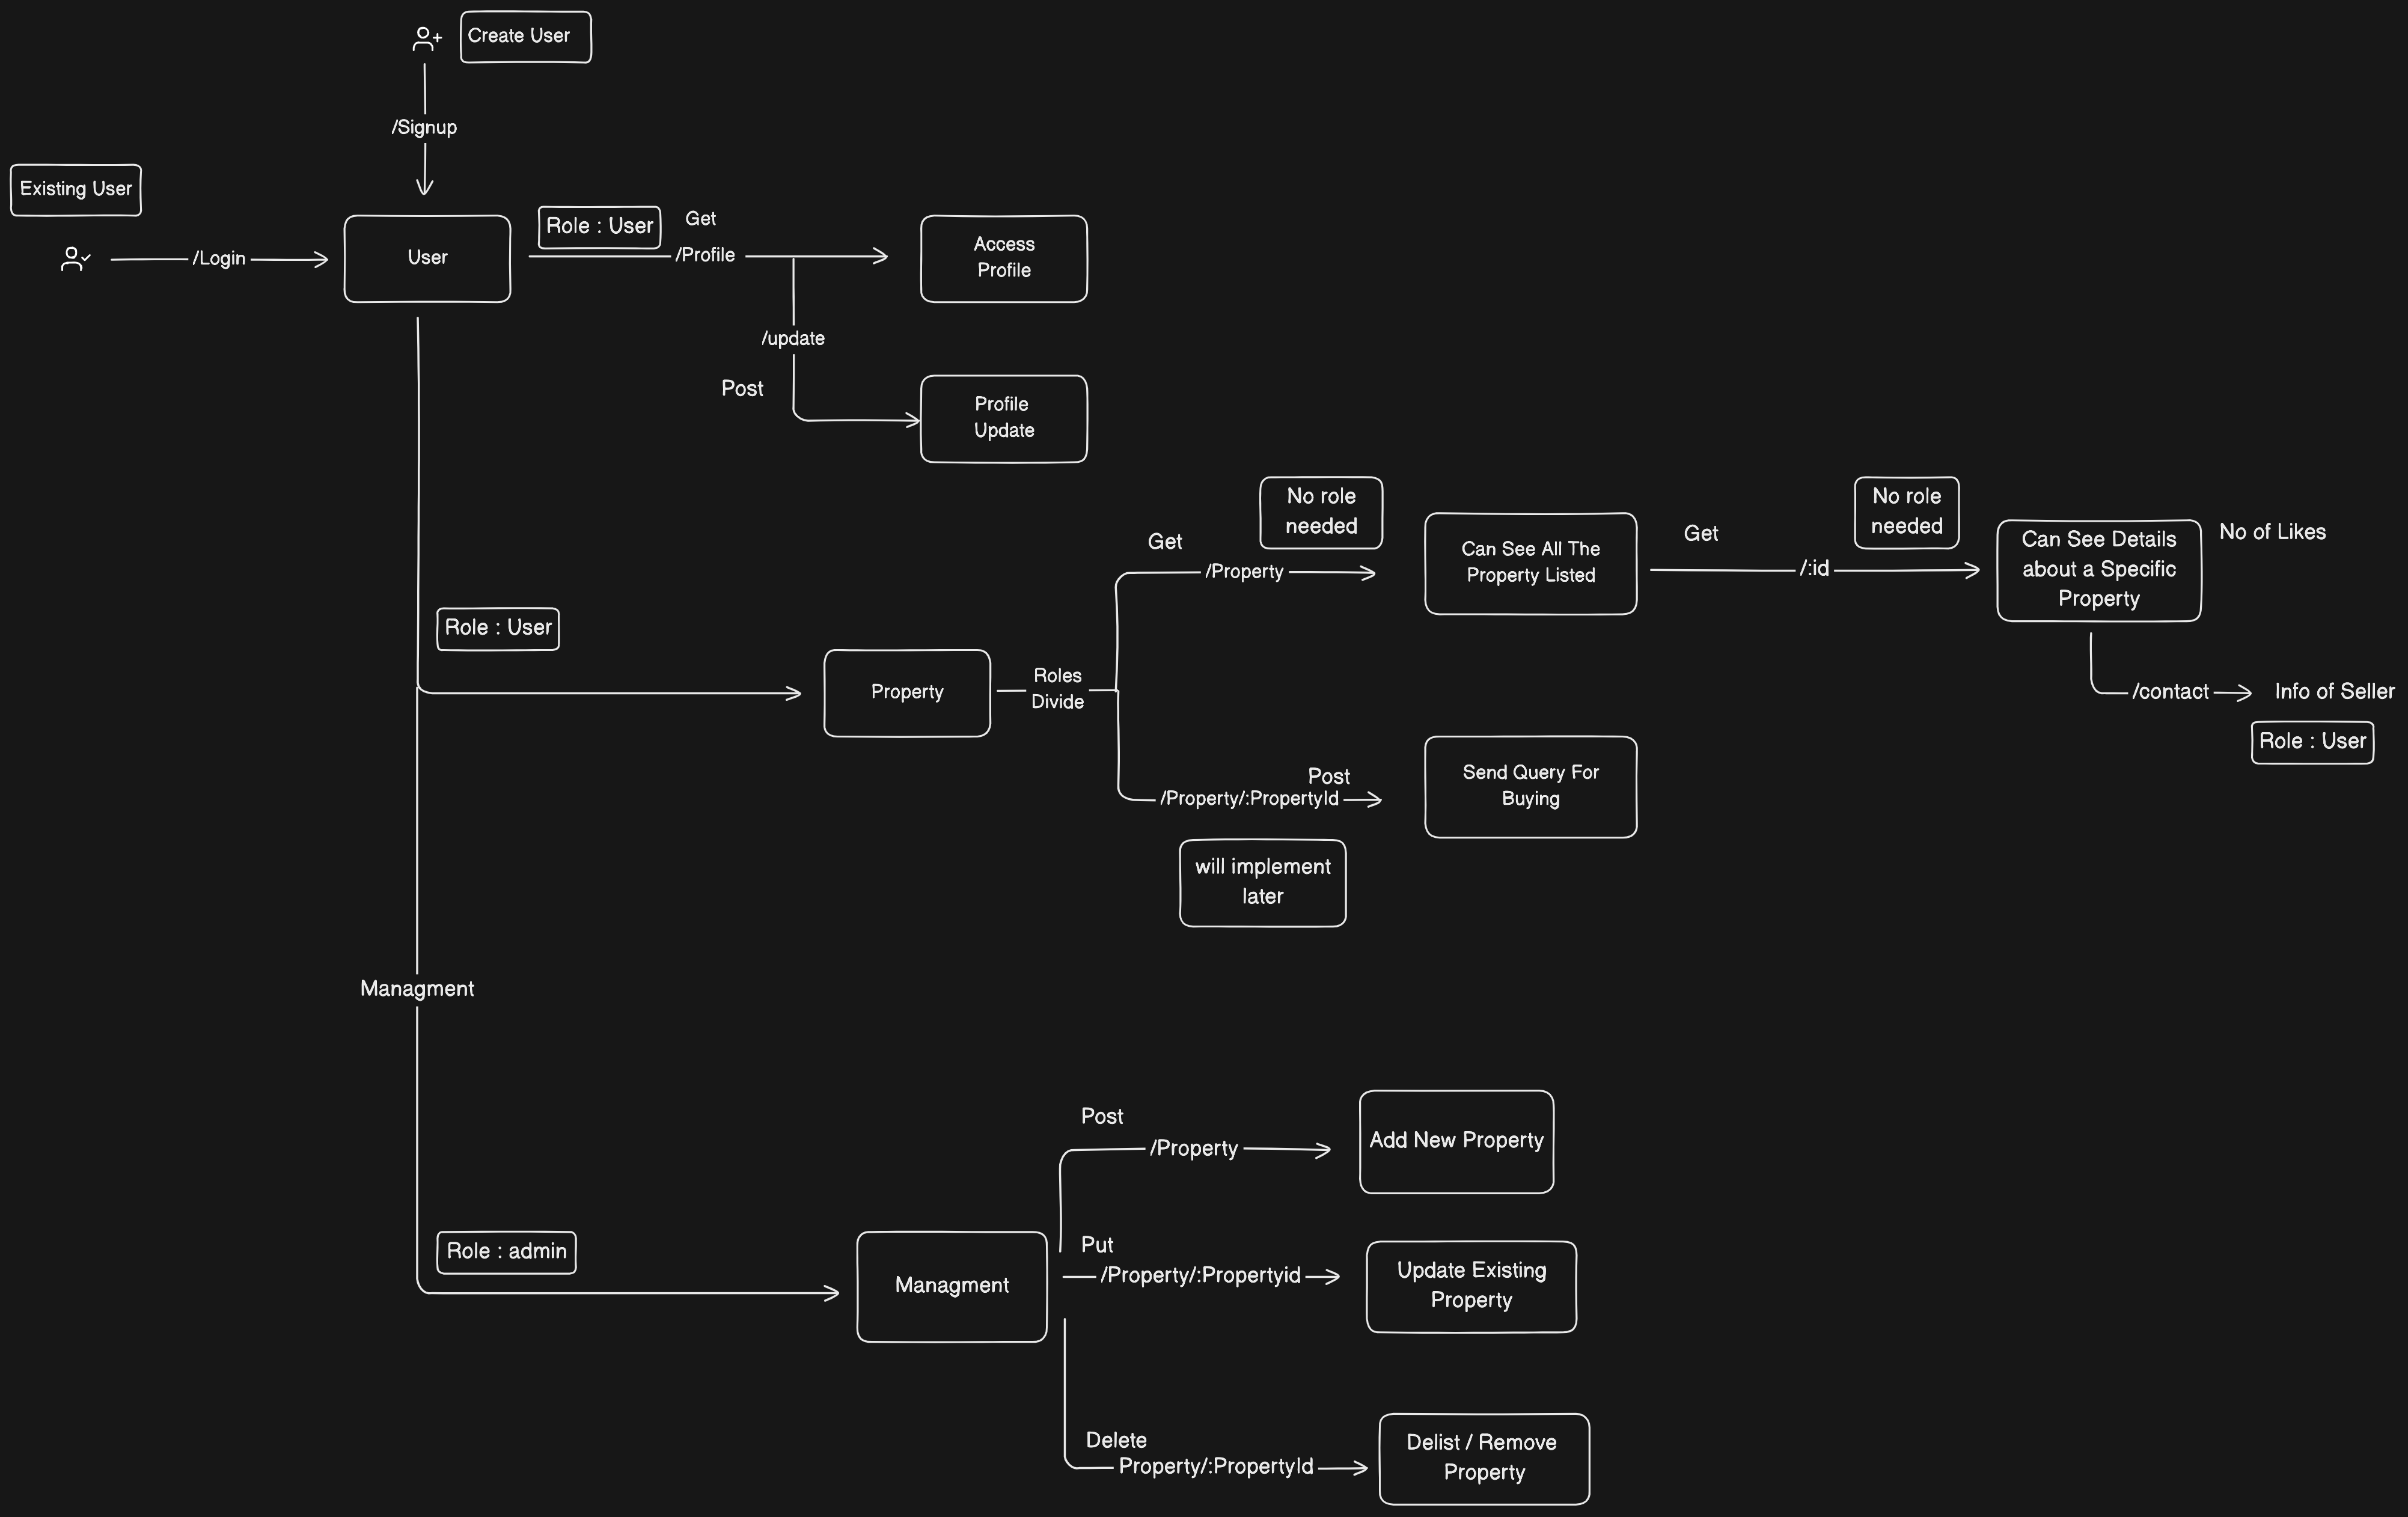 Create User
/Signup
Existing User
/Login
User
Role : User
Get
/Profile
Access
Profile
/update
Post
Profile
Update
No role
needed
Get
/Property
Can See All The
Property Listed
Get
No role
needed
/:id
Can See Details
about a Specific
Property
No of Likes
Role : User
Property
Roles
Divide
/contact
Info of Seller
Role : User
Post
/Property/:PropertyId
Send Query For
Buying
will implement
later
Managment
Post
/Property
Add New Property
Role : admin
Managment
Put
/Property/:Propertyid
Update Existing
Property
Delete
Property/:PropertyId
Delist / Remove
Property